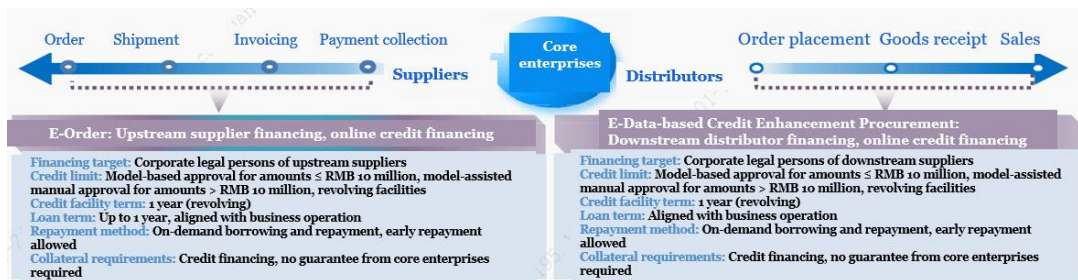 Order Shipment Invoicing Payment collection
Suppliers
Core
enterprises
Order placement Goods receipt Sales
Distributors
E-Order: Upstream supplier financing, online credit financing
Financing target: Corporate legal persons of upstream suppliers
Credit limit: Model-based approval for amounts ≤ RMB 10 million, model-assisted
manual approval for amounts > RMB 10 million, revolving facilities
Credit facility term: 1 year (revolving)
Loan term: Up to 1 year, aligned with business operation
Repayment method: On-demand borrowing and repayment, early repayment
allowed
Collateral requirements: Credit financing, no guarantee from core enterprises
required
E-Data-based Credit Enhancement Procurement:
Downstream distributor financing, online credit financing
Financing target: Corporate legal persons of downstream suppliers
Credit limit: Model-based approval for amounts ≤ RMB 10 million, model-assisted
manual approval for amounts > RMB 10 million, revolving facilities
Credit facility term: 1 year (revolving)
Loan term: Aligned with business operation
Repayment method: On-demand borrowing and repayment, early repayment
allowed
Collateral requirements: Credit financing, no guarantee from core enterprises
required